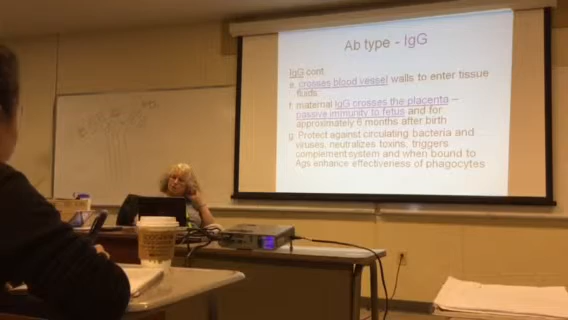 Ab type - IgG
IgG cont.
e. crosses blood vessel walls to enter tissue
fluids
f. maternal IgG crosses the placenta –
passive immunity to fetus and for
approximately 6 months after birth
g. Protect against circulating bacteria and
viruses, neutralizes toxins, triggers
complement system and when bound to
Ags enhance effectiveness of phagocytes